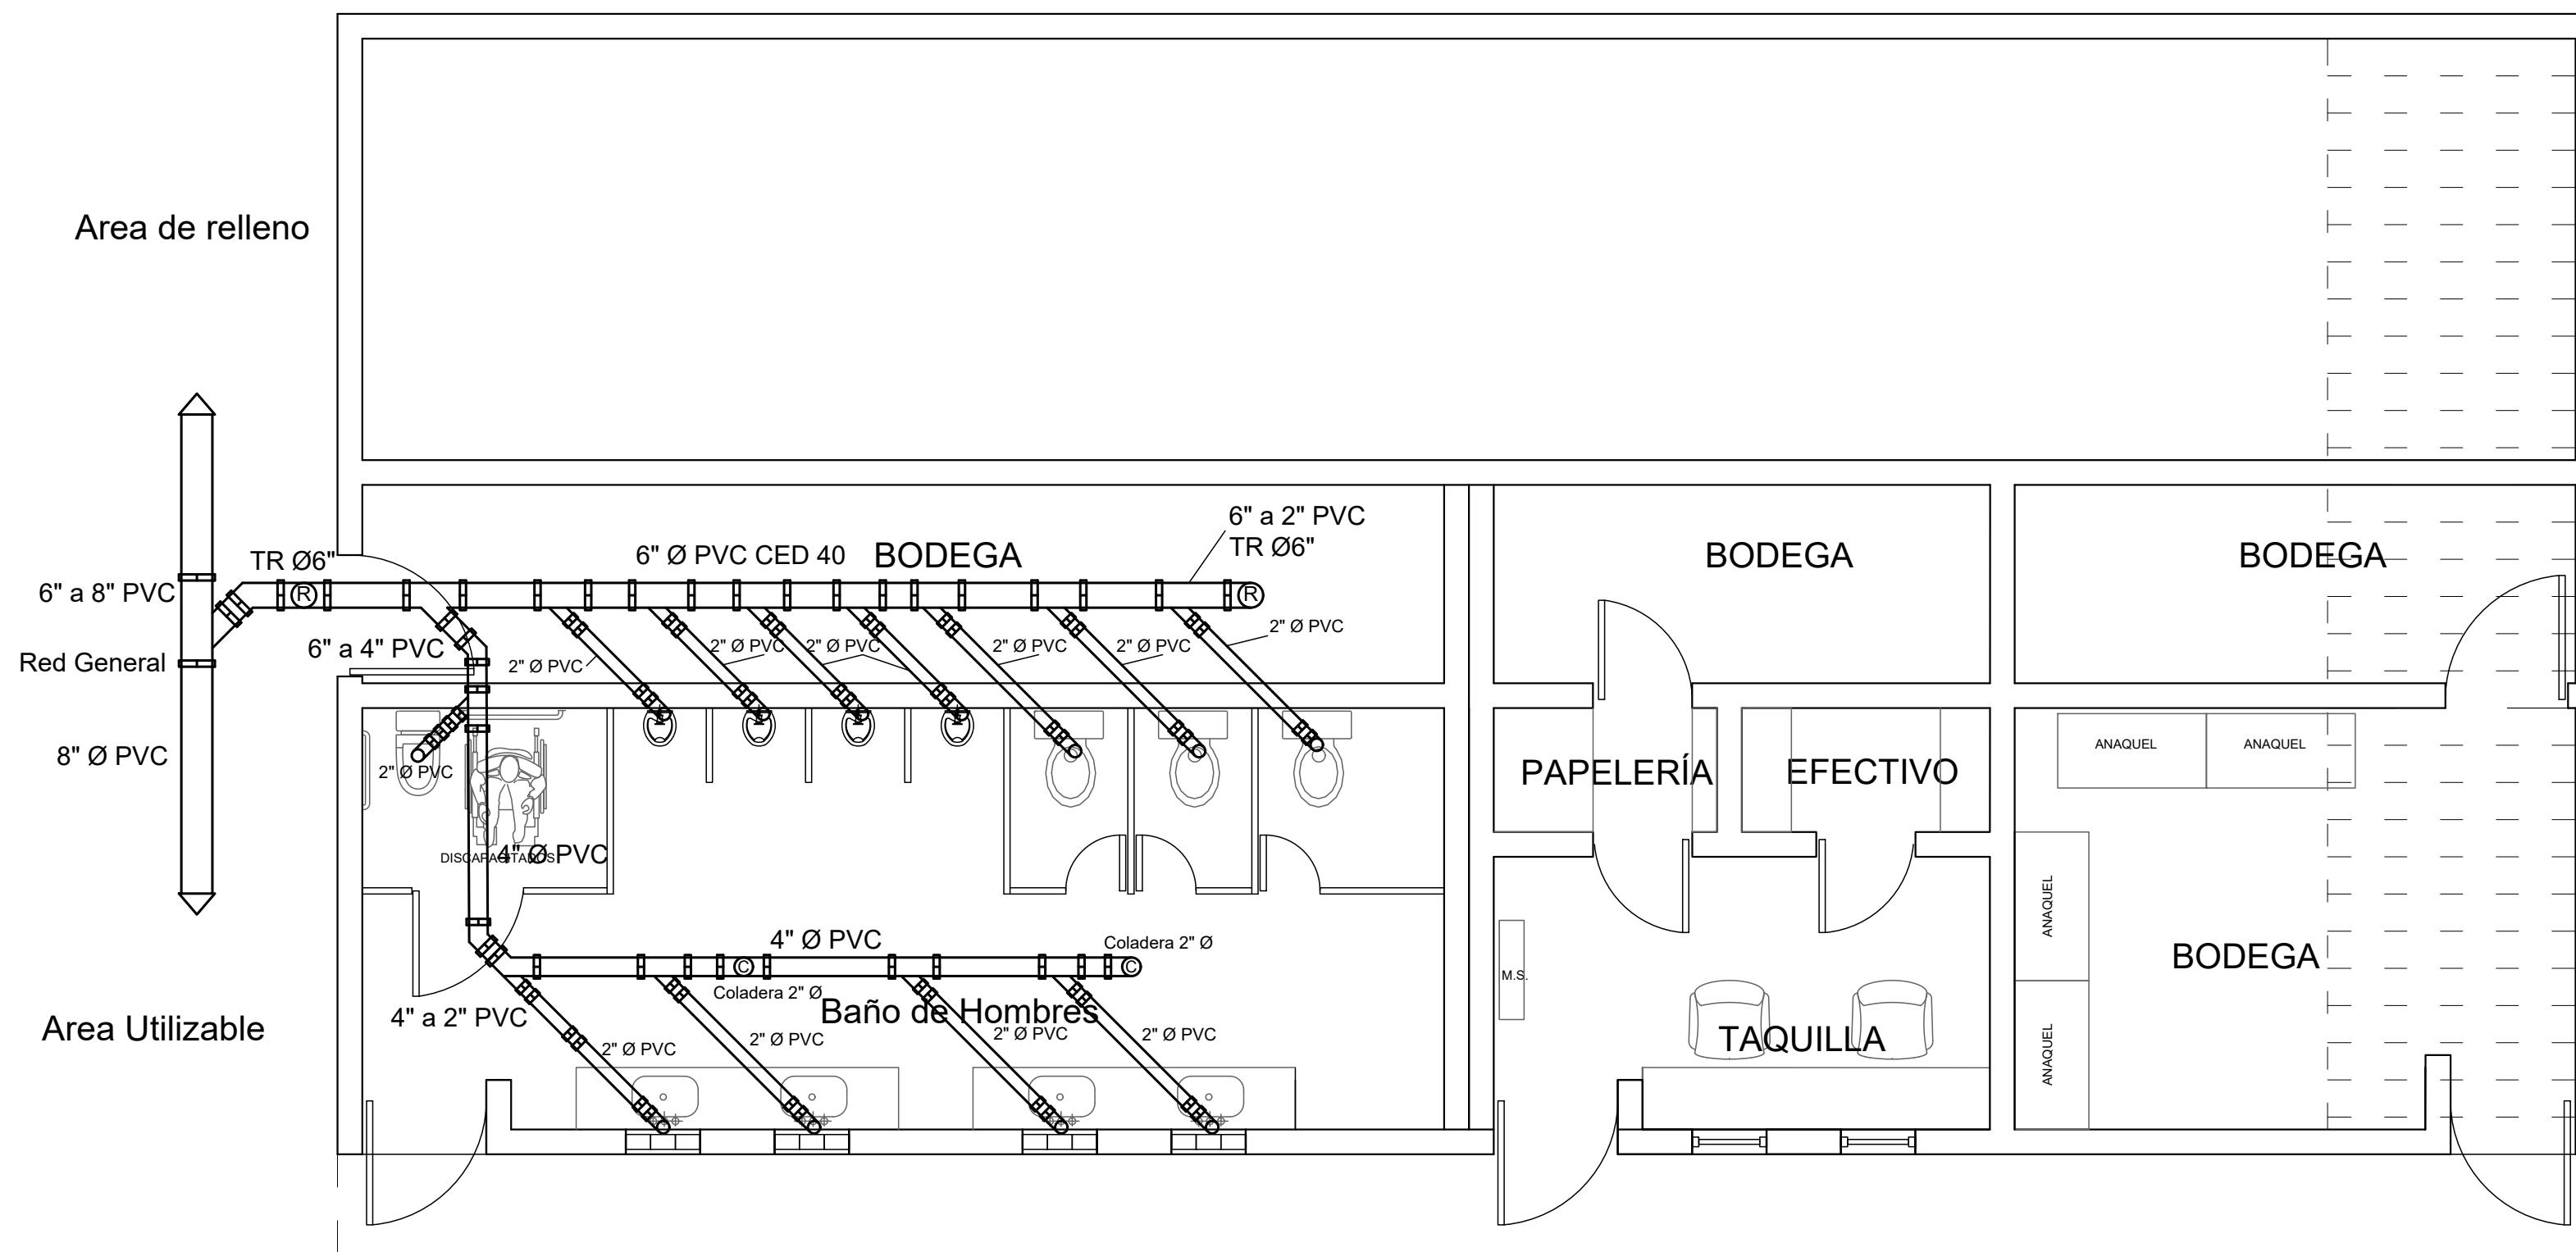 Area de relleno
6" a 2" PVC
TR Ø6"
TR Ø6"
6" Ø PVC CED 40
BODEGA
BODEGA
BODEGA
6" a 8" PVC
R
R
6" a 4" PVC
Red General
2" Ø PVC
2" Ø PVC
2" Ø PVC
2" Ø PVC
2" Ø PVC
2" Ø PVC
8" Ø PVC
2" Ø PVC
ANAQUEL
ANAQUEL
PAPELERÍA
EFECTIVO
DISCAPACITADOS
4" Ø PVC
ANAQUEL
4" Ø PVC
Coladera 2" Ø
C
C
Coladera 2" Ø
M.S.
BODEGA
4" a 2" PVC
Baño de Hombres
Area Utilizable
2" Ø PVC
2" Ø PVC
2" Ø PVC
2" Ø PVC
TAQUILLA
ANAQUEL